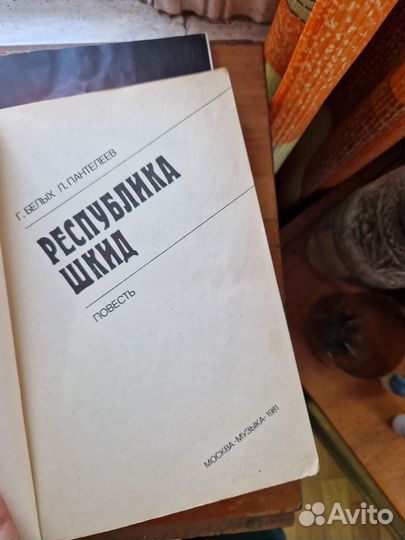 Г. БЕЛЫХ Л. ПАНТЕЛЕЕВ
РЕСПУБЛИКА
ШКИД
ПОВЕСТЬ
МОСКВА·МУЗЫКА·1981
Avito